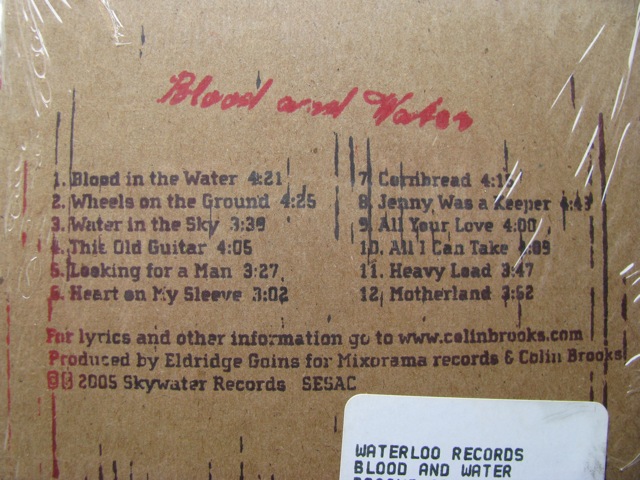 Blood and Water
1. Blood in the Water 4:21
2. Wheels on the Ground 4:25
3. Water in the Sky 3:39
4. This Old Guitar 4:05
5. Looking for a Man 3:27
6. Heart on My Sleeve 3:02
7. Cornbread
8. Jenny Was a Keeper 4:43
9. All Your Love 4:00
10. All I Can Take 4:09
11. Heavy Load 3:47
12. Motherland 3:52
For lyrics and other information go to www.colinbrooks.com
Produced by Eldridge Goins for Mixorama records & Colin Brooks
℗© 2005 Skywater Records SESAC
WATERLOO RECORDS
BLOOD AND WATER